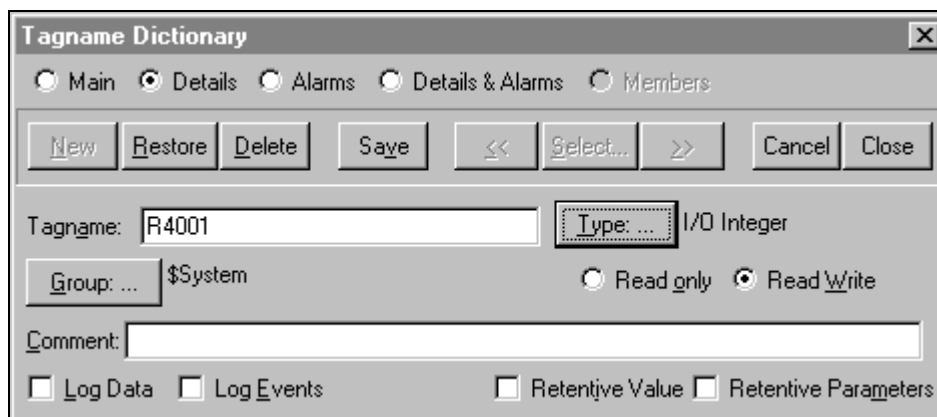 Tagname Dictionary
Main Details Alarms Details & Alarms Members
New Restore Delete Save << Select... >> Cancel Close
Tagname: R4001 Type: ... I/O Integer
Group: ... $System Read only Read Write
Comment:
Log Data Log Events Retentive Value Retentive Parameters